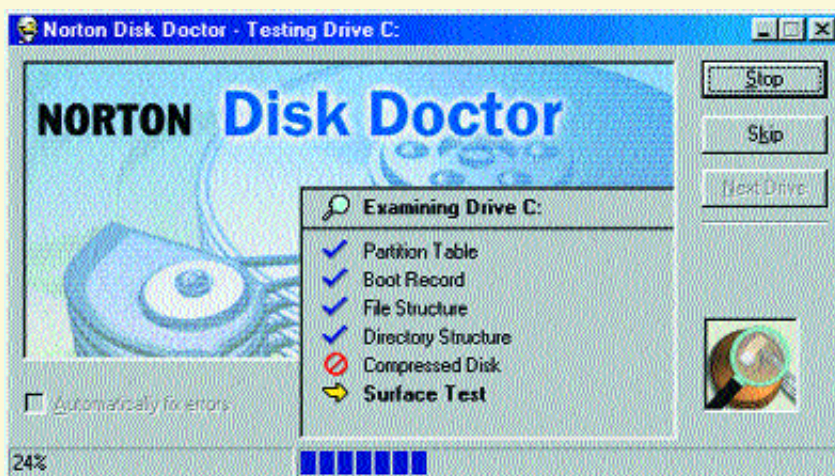 Norton Disk Doctor - Testing Drive C:
NORTON Disk Doctor
Stop
Skip
Next Drive
Examining Drive C:
Partition Table
Boot Record
File Structure
Directory Structure
Compressed Disk
Surface Test
Automatically fix errors
24%